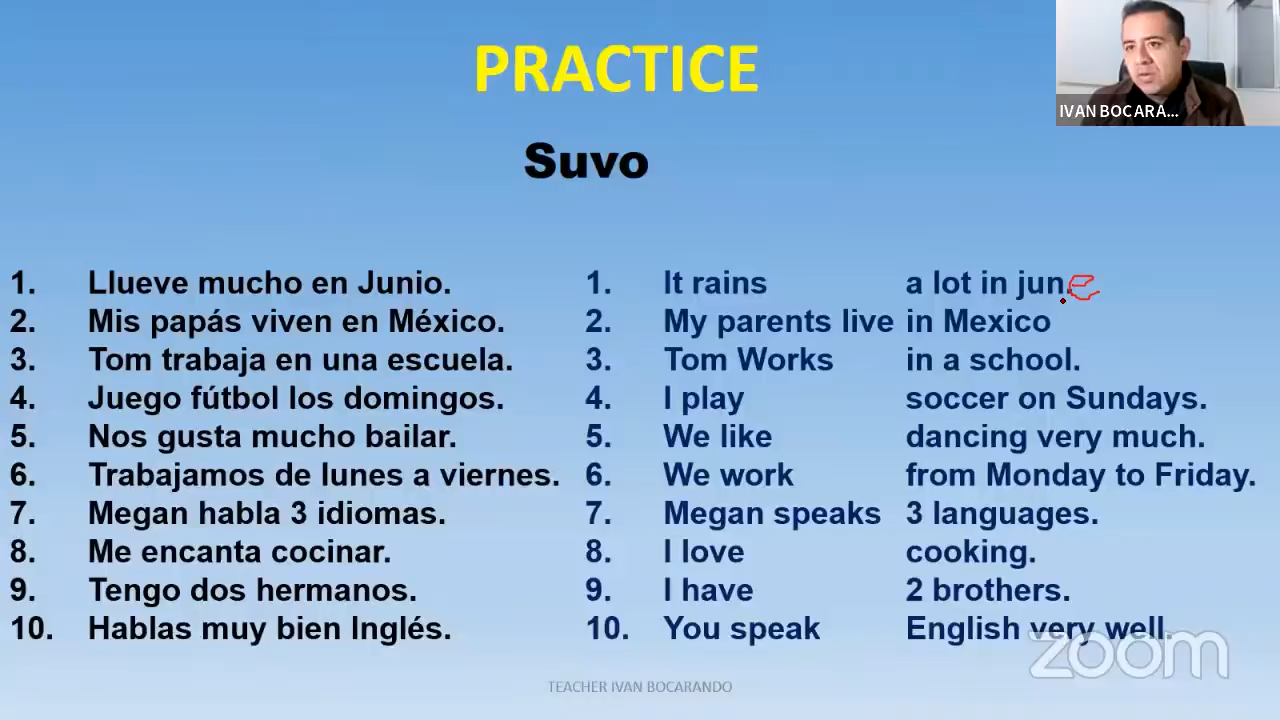 PRACTICE
IVAN BOCARA...
Suvo
1. Llueve mucho en Junio.
2. Mis papás viven en México.
3. Tom trabaja en una escuela.
4. Juego fútbol los domingos.
5. Nos gusta mucho bailar.
6. Trabajamos de lunes a viernes.
7. Megan habla 3 idiomas.
8. Me encanta cocinar.
9. Tengo dos hermanos.
10. Hablas muy bien Inglés.
1. It rains a lot in jun.e
2. My parents live in Mexico
3. Tom Works in a school.
4. I play soccer on Sundays.
5. We like dancing very much.
6. We work from Monday to Friday.
7. Megan speaks 3 languages.
8. I love cooking.
9. I have 2 brothers.
10. You speak English very well
zoom
TEACHER IVAN BOCARANDO